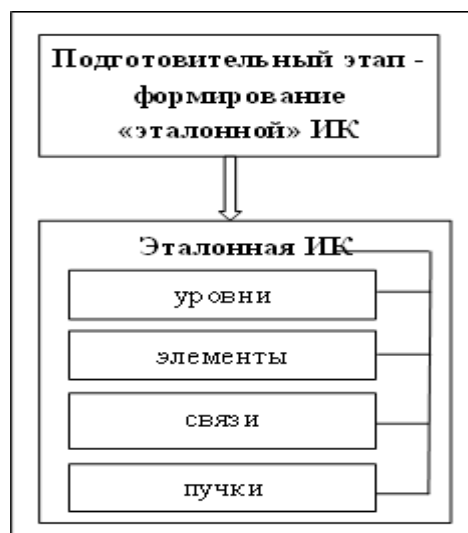 Подготовительный этап -
формирование
«эталонной» ИК
Эталонная ИК
уровни
элементы
связи
пучки